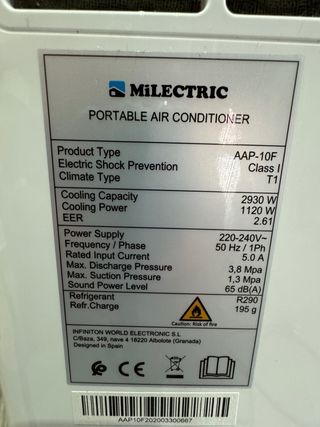 MiLECTRIC
PORTABLE AIR CONDITIONER
Product Type AAP-10F
Electric Shock Prevention Class I
Climate Type T1
Cooling Capacity 2930 W
Cooling Power 1120 W
EER 2.61
Power Supply 220-240V~
Frequency / Phase 50 Hz / 1Ph
Rated Input Current 5.0 A
Max. Discharge Pressure 3,8 Mpa
Max. Suction Pressure 1,3 Mpa
Sound Power Level 65 dB(A)
Refrigerant R290
Refr.Charge 195 g
Caution: Risk of fire
INFINITON WORLD ELECTRONIC S.L
C/Baza, 349, nave 4 18220 Albolote (Granada)
Designed in Spain
CE
AAP10F202003300667